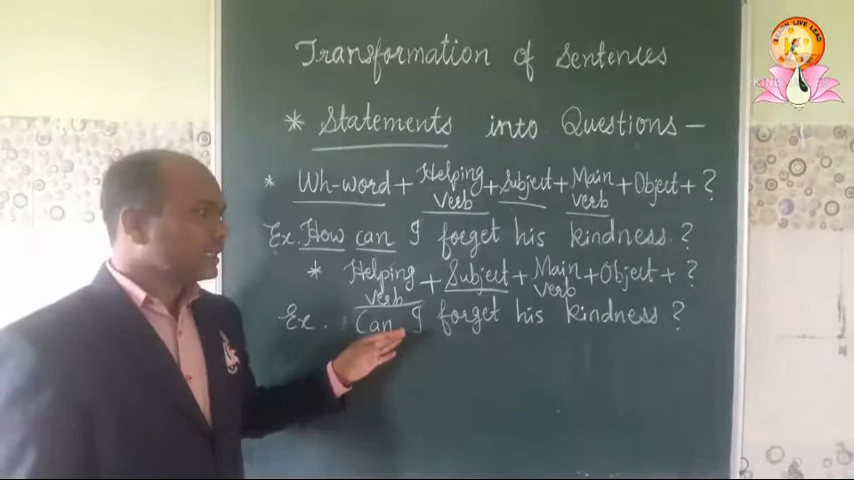 Transformation of Sentences
* Statements into Questions –
* Wh-word + Helping verb + Subject + Main verb + Object + ?
Ex. How can I forget his kindness. ?
* Helping verb + Subject + Main verb + Object + ?
Ex. Can I forget his kindness ?